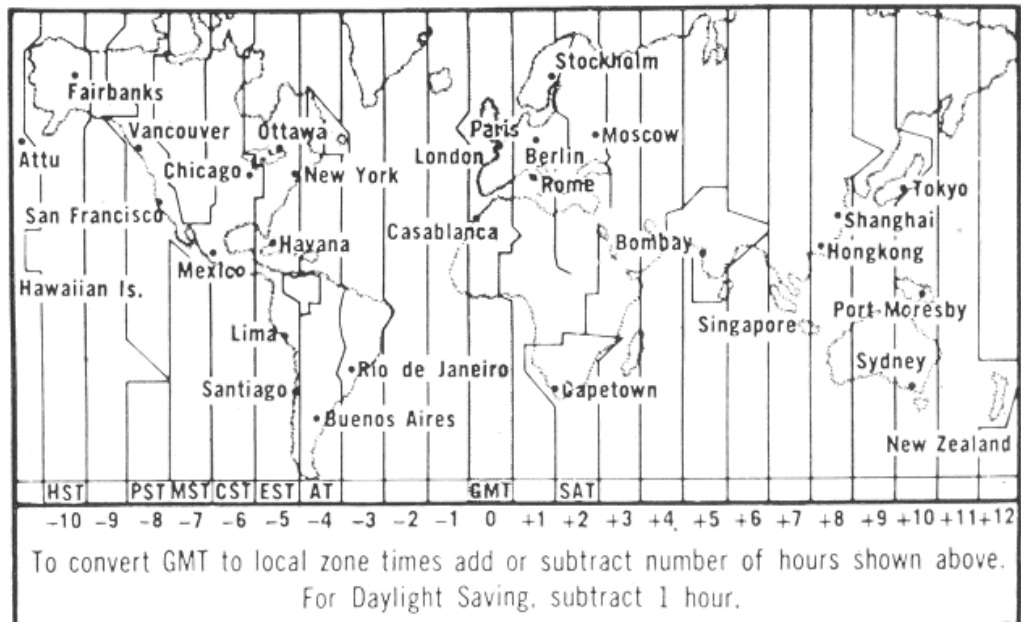 Stockholm
Fairbanks
Vancouver
Ottawa
Paris
Moscow
Attu
Chicago
London
Berlin
New York
Rome
Tokyo
San Francisco
Shanghai
Casablanca
Havana
Bombay
Hongkong
Mexico
Hawaiian Is.
Port Moresby
Singapore
Lima
Sydney
Rio de Janeiro
Santiago
Capetown
Buenos Aires
New Zealand
HST PST MST CST EST AT GMT SAT
-10 -9 -8 -7 -6 -5 -4 -3 -2 -1 0 +1 +2 +3 +4 +5 +6 +7 +8 +9 +10 +11 +12
To convert GMT to local zone times add or subtract number of hours shown above.
For Daylight Saving, subtract 1 hour.